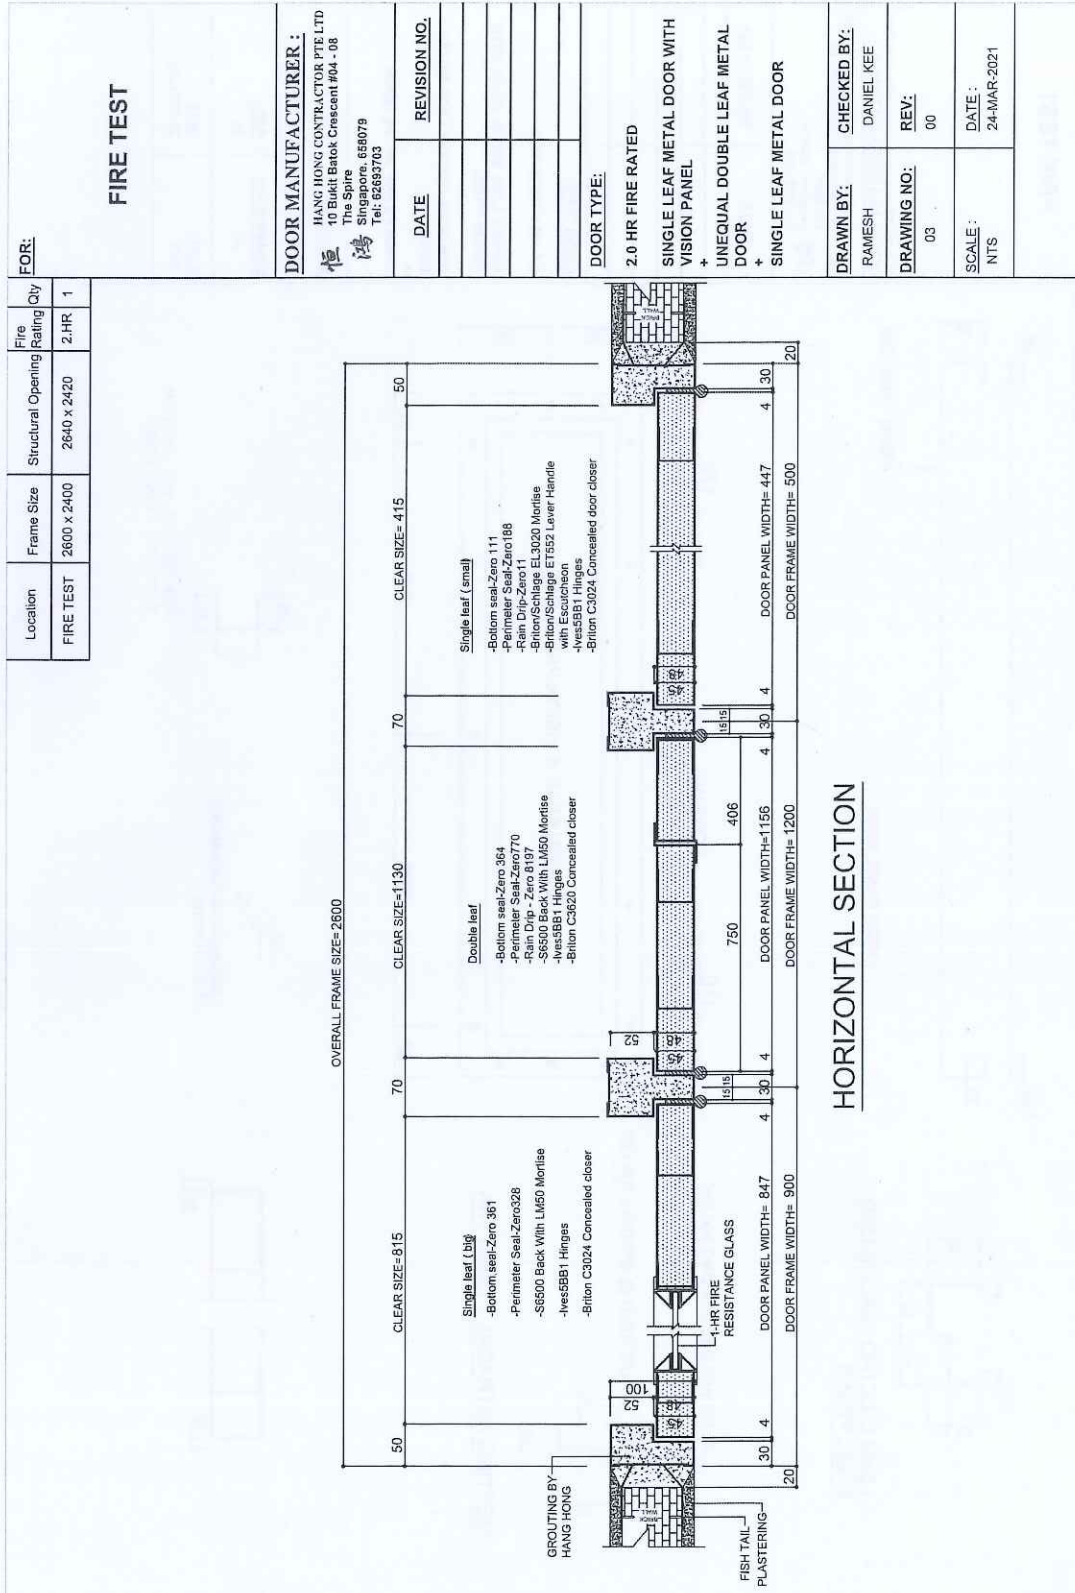 Location
Frame Size
Structural Opening
Fire Rating
Qty
FIRE TEST
2600 x 2400
2640 x 2420
2.HR
1
FOR:
FIRE TEST
DOOR MANUFACTURER :
恒鴻
HANG HONG CONTRACTOR PTE LTD
10 Bukit Batok Crescent #04 - 08
The Spire
Singapore, 658079
Tel: 62693703
DATE
REVISION NO.
DOOR TYPE:
2.0 HR FIRE RATED
SINGLE LEAF METAL DOOR WITH
VISION PANEL
+
UNEQUAL DOUBLE LEAF METAL
DOOR
+
SINGLE LEAF METAL DOOR
DRAWN BY:
RAMESH
CHECKED BY:
DANIEL KEE
DRAWING NO:
03
REV:
00
SCALE :
NTS
DATE :
24-MAR-2021
OVERALL FRAME SIZE= 2600
50
CLEAR SIZE=815
70
CLEAR SIZE=1130
70
CLEAR SIZE= 415
50
Single leaf ( big)
-Bottom seal-Zero 361
-Perimeter Seal-Zero328
-S6500 Back With LM50 Mortise
-Ives5BB1 Hinges
-Briton C3024 Concealed closer
Double leaf
-Bottom seal-Zero 364
-Perimeter Seal-Zero770
-Rain Drip - Zero 8197
-S6500 Back With LM50 Mortise
-Ives5BB1 Hinges
-Briton C3620 Concealed closer
Single leaf ( small)
-Bottom seal-Zero 111
-Perimeter Seal-Zero188
-Rain Drip-Zero11
-Briton/Schlage EL3020 Mortise
-Briton/Schlage ET552 Lever Handle
with Escutcheon
-Ives5BB1 Hinges
-Briton C3024 Concealed door closer
GROUTING BY
HANG HONG
BRICK
WALL
FISH TAIL
PLASTERING
45
48
52
100
1-HR FIRE
RESISTANCE GLASS
45
48
52
45
48
BRICK
WALL
1515
750
406
1515
30
4
DOOR PANEL WIDTH= 847
4
30
4
DOOR PANEL WIDTH=1156
4
30
4
DOOR PANEL WIDTH= 447
4
30
20
DOOR FRAME WIDTH= 900
DOOR FRAME WIDTH= 1200
DOOR FRAME WIDTH= 500
20
HORIZONTAL SECTION